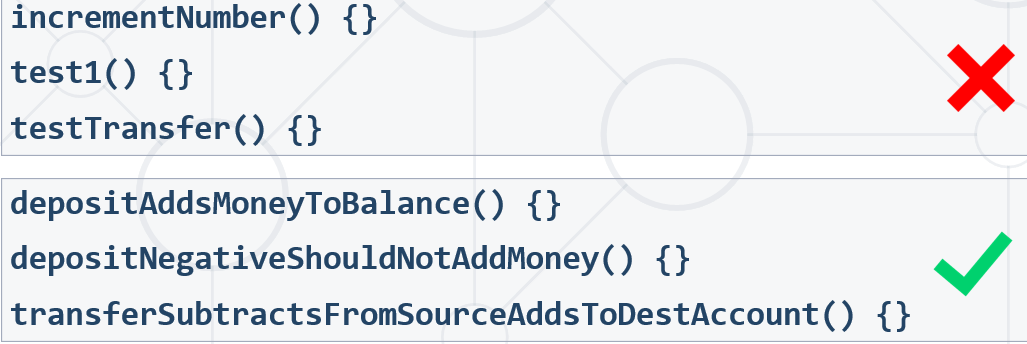 incrementNumber() {}
test1() {}
testTransfer() {}
depositAddsMoneyToBalance() {}
depositNegativeShouldNotAddMoney() {}
transferSubtractsFromSourceAddsToDestAccount() {}